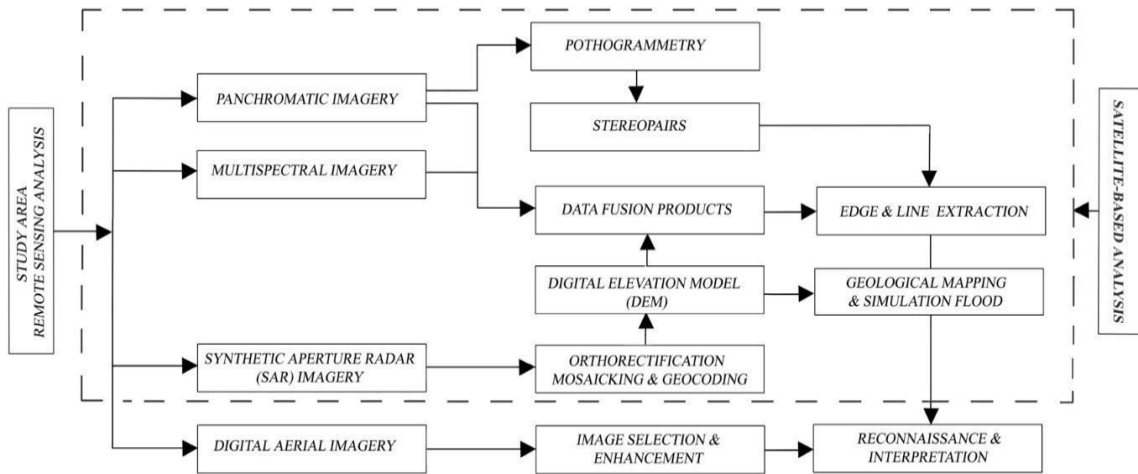 STUDY AREA
REMOTE SENSING ANALYSIS
PANCHROMATIC IMAGERY
MULTISPECTRAL IMAGERY
SYNTHETIC APERTURE RADAR
(SAR) IMAGERY
DIGITAL AERIAL IMAGERY
POTHOGRAMMETRY
STEREOPAIRS
DATA FUSION PRODUCTS
DIGITAL ELEVATION MODEL
(DEM)
ORTHORECTIFICATION
MOSAICKING & GEOCODING
IMAGE SELECTION &
ENHANCEMENT
EDGE & LINE EXTRACTION
GEOLOGICAL MAPPING
& SIMULATION FLOOD
RECONNAISSANCE &
INTERPRETATION
SATELLITE-BASED ANALYSIS